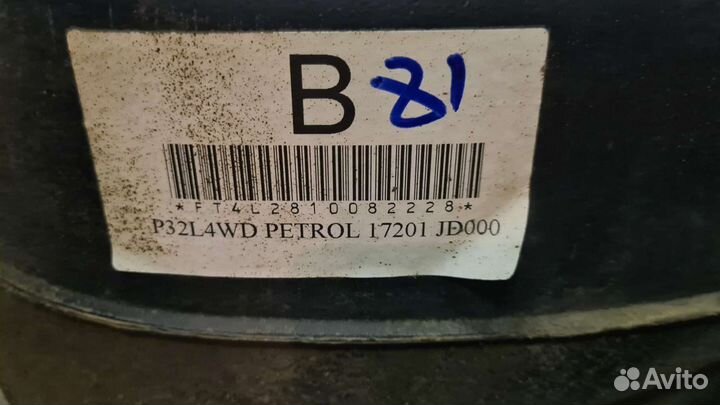 B 81
*FT4L2810082228*
P32L4WD PETROL 17201 JD000
Avito